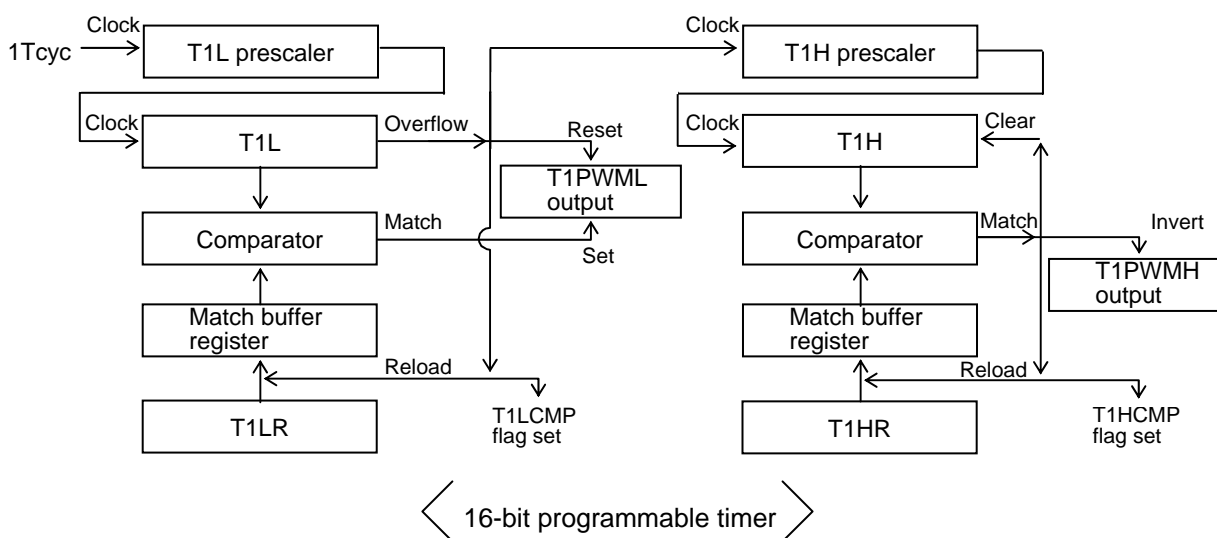 1Tcyc
Clock
T1L prescaler
Clock
T1L
Overflow
Reset
T1PWML
output
Comparator
Match
Set
Match buffer
register
Reload
T1LR
T1LCMP
flag set
Clock
T1H prescaler
Clock
T1H
Clear
Comparator
Match
Invert
T1PWMH
output
Match buffer
register
Reload
T1HR
T1HCMP
flag set
16-bit programmable timer